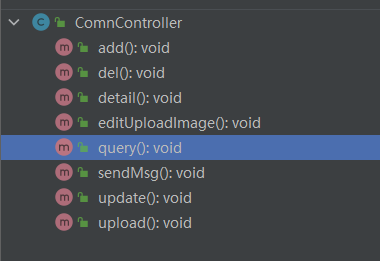 ComnController
add(): void
del(): void
detail(): void
editUploadImage(): void
query(): void
sendMsg(): void
update(): void
upload(): void